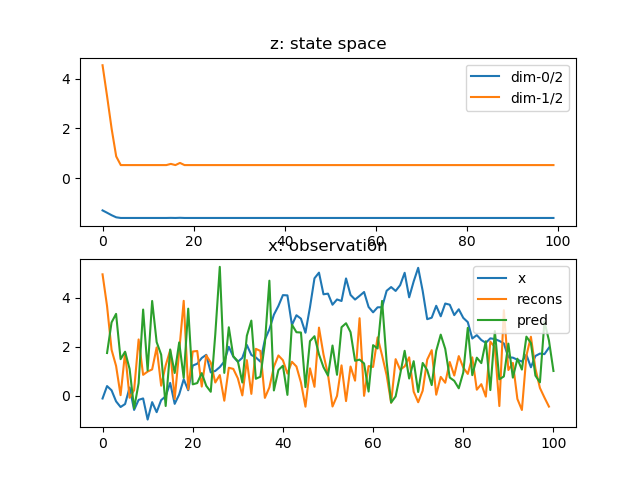 z: state space
4
2
0
dim-0/2
dim-1/2
0 20 40 60 80 100
x: observation
4
2
0
x
recons
pred
0 20 40 60 80 100